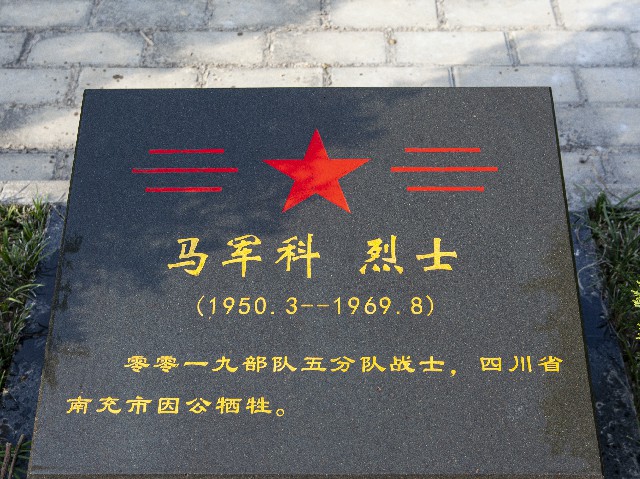 马军科 烈士
(1950.3--1969.8)
零零一九部队五分队战士，四川省
南充市因公牺牲。